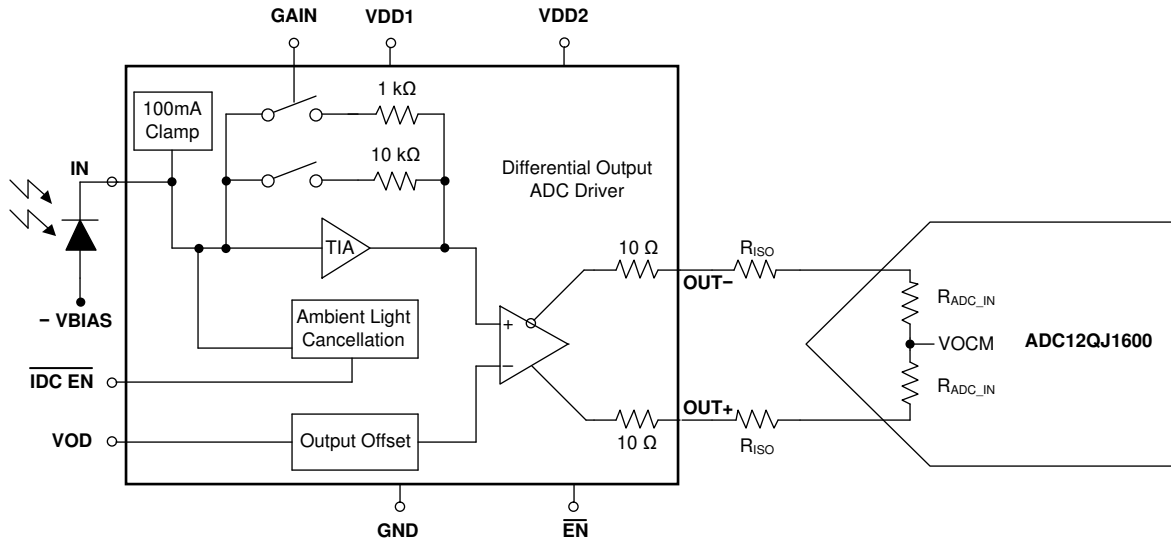 GAIN
VDD1
VDD2
100mA
Clamp
1 kΩ
10 kΩ
IN
Differential Output
ADC Driver
TIA
10 Ω
RISO
OUT−
RADC_IN
− VBIAS
Ambient Light
Cancellation
+
−
VOCM
ADC12QJ1600
IDC EN
RADC_IN
OUT+
VOD
Output Offset
10 Ω
RISO
GND
EN